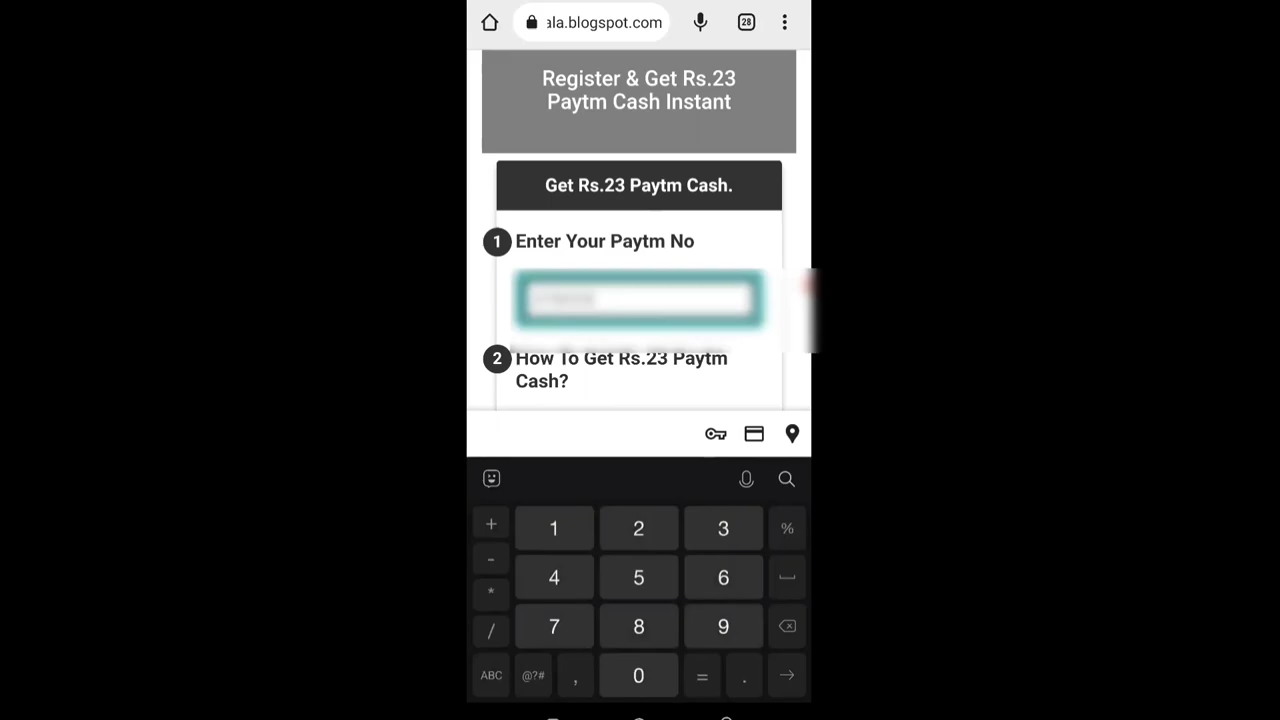 ala.blogspot.com 28
Register & Get Rs.23
Paytm Cash Instant
Get Rs.23 Paytm Cash.
1 Enter Your Paytm No
2 How To Get Rs.23 Paytm
Cash?
+ 1 2 3 %
- 4 5 6
* 7 8 9
/
ABC @?# , 0 = .